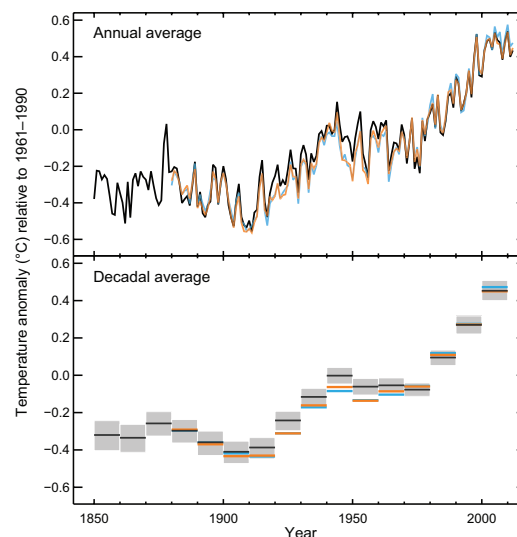 Annual average
0.6
0.4
0.2
0.0
−0.2
−0.4
−0.6
Temperature anomaly (°C) relative to 1961–1990
Decadal average
0.6
0.4
0.2
0.0
−0.2
−0.4
−0.6
1850 1900 1950 2000
Year